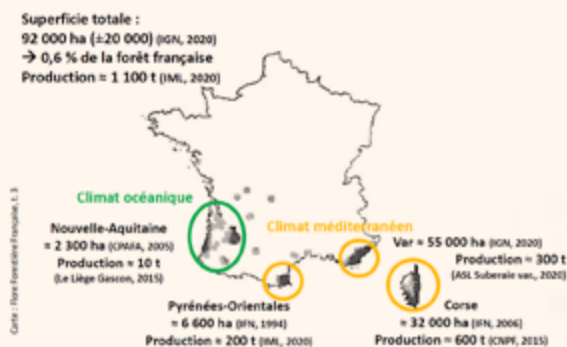 Superficie totale :
92 000 ha (±20 000) (IGN, 2020)
→ 0,6 % de la forêt française
Production ≈ 1 100 t (IML, 2020)
Climat océanique
Nouvelle-Aquitaine
≈ 2 300 ha (CPAFA, 2005)
Production ≈ 10 t
(Le Liège Gascon, 2015)
Climat méditerranéen
Var ≈ 55 000 ha (IGN, 2020)
Production ≈ 300 t
(ASL Suberaie var., 2020)
Pyrénées-Orientales
≈ 6 600 ha (IFN, 1994)
Production ≈ 200 t (IML, 2020)
Corse
≈ 32 000 ha (IFN, 2006)
Production ≈ 600 t (CNPF, 2015)
Carte : Flore Forestière Française, t. 3